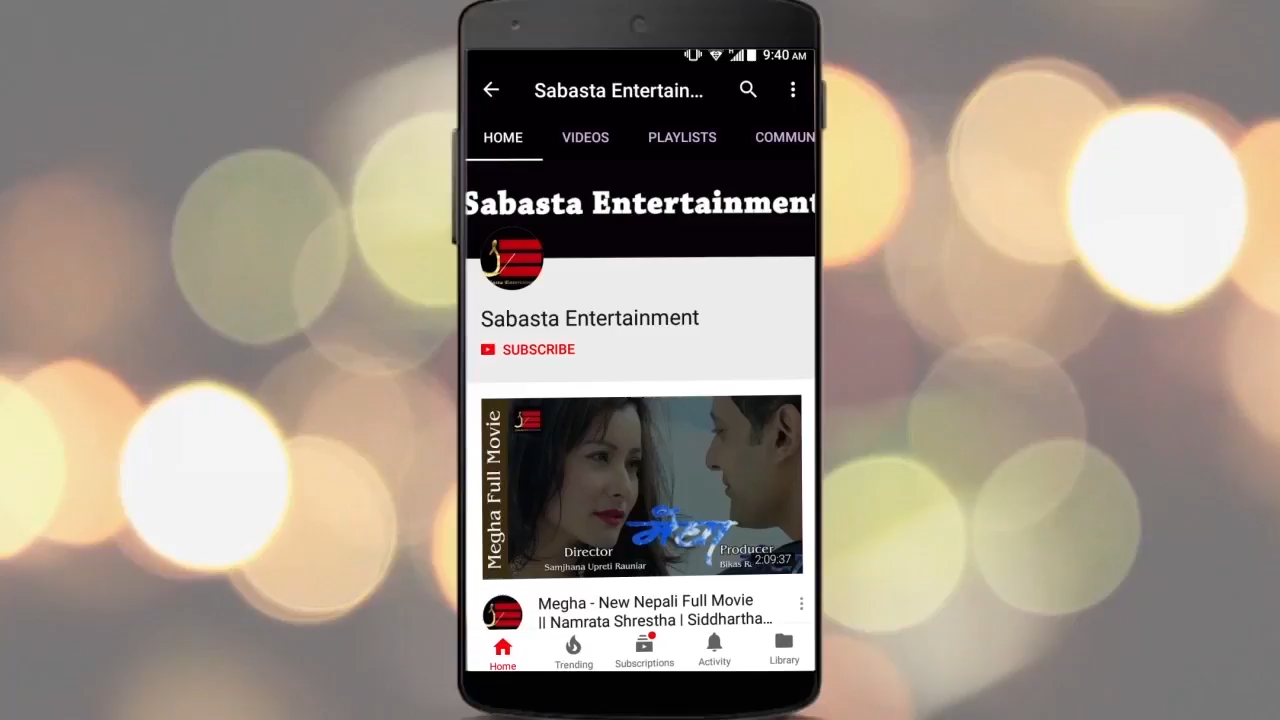 9:40 AM
Sabasta Entertain...
HOME VIDEOS PLAYLISTS COMMUN
Sabasta Entertainment
Sabasta Entertainment
SUBSCRIBE
Megha Full Movie
मेघा
Director
Samjhana Upreti Rauniar
Producer
Bikas R.
2:09:37
Megha - New Nepali Full Movie
|| Namrata Shrestha | Siddhartha...
Home Trending Subscriptions Activity Library